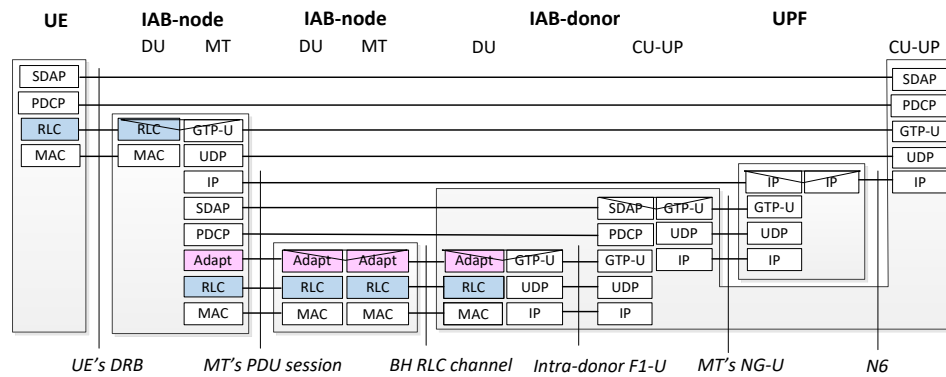 UE IAB-node IAB-node IAB-donor UPF
DU MT DU MT DU CU-UP CU-UP
SDAP SDAP
PDCP PDCP
RLC RLC GTP-U GTP-U
MAC MAC UDP UDP
IP IP IP IP
SDAP SDAP GTP-U GTP-U
PDCP PDCP UDP UDP
Adapt Adapt Adapt Adapt GTP-U GTP-U IP IP
RLC RLC RLC RLC UDP UDP
MAC MAC MAC MAC IP IP
UE's DRB MT's PDU session BH RLC channel Intra-donor F1-U MT's NG-U N6